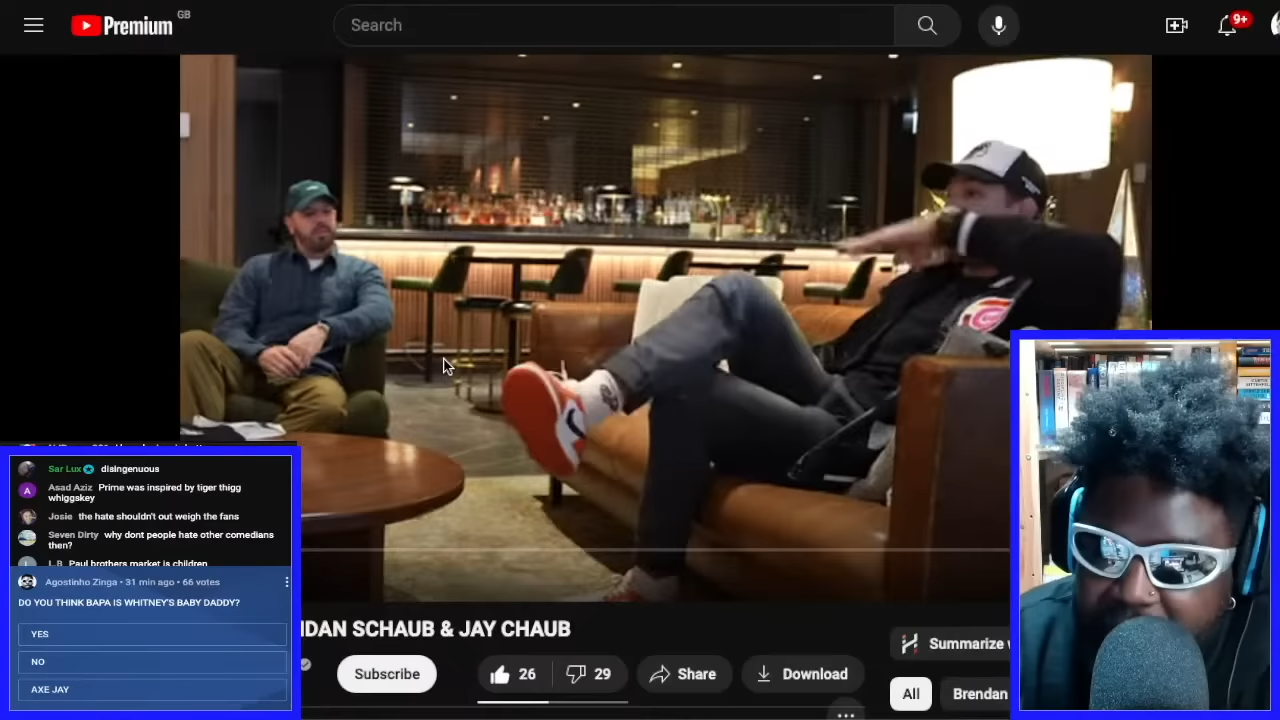 Premium GB
Search
9+
Sar Lux disingenuous
Asad Aziz Prime was inspired by tiger thigg
whiggskey
Josie the hate shouldn't out weigh the fans
Seven Dirty why dont people hate other comedians
then?
L.B Paul brothers market is children
Agostinho Zinga • 31 min ago • 66 votes
DO YOU THINK BAPA IS WHITNEY'S BABY DADDY?
YES
NO
AXE JAY
IDAN SCHAUB & JAY CHAUB
Subscribe
26
29
Share
Download
Summarize
All
Brendan